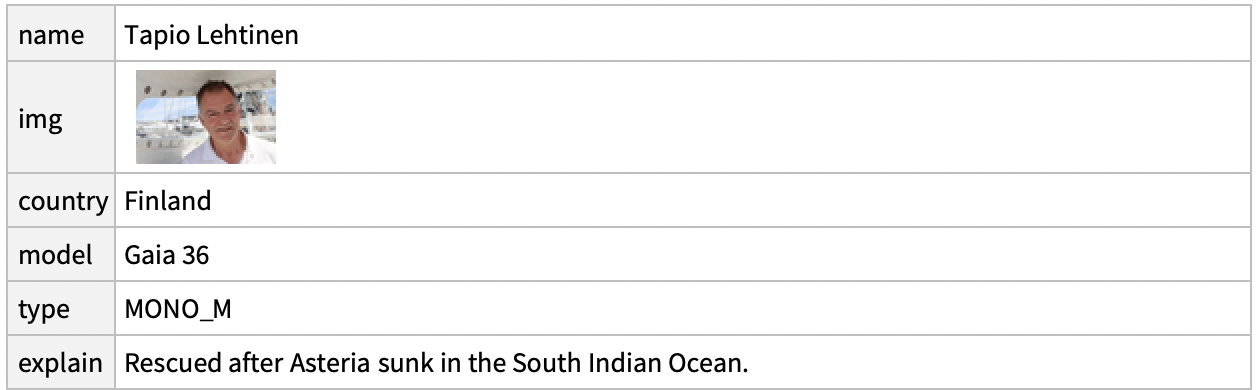 name Tapio Lehtinen
img
country Finland
model Gaia 36
type MONO_M
explain Rescued after Asteria sunk in the South Indian Ocean.